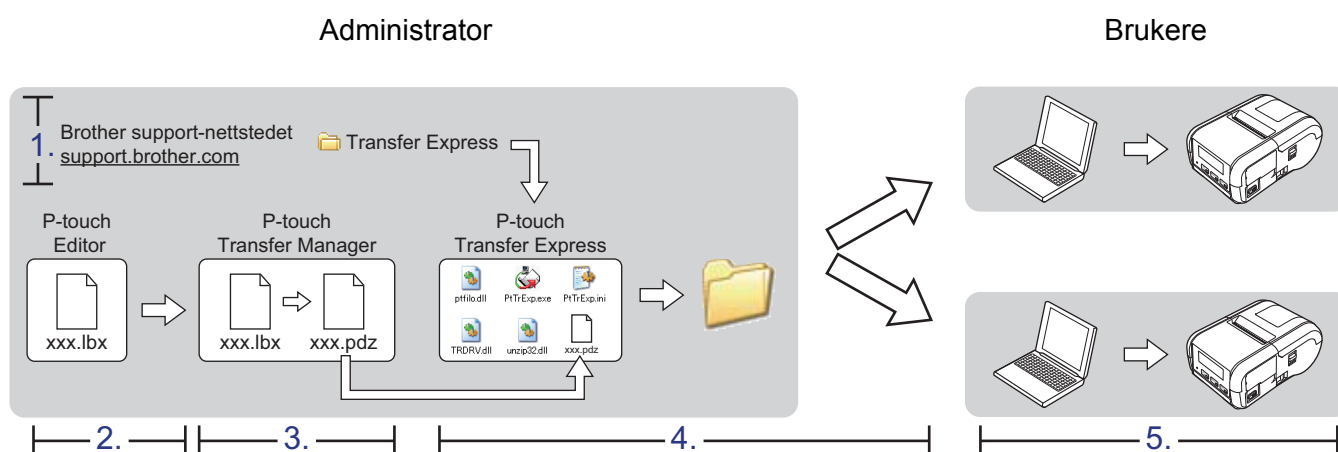 Administrator
Brukere
1.
Brother support-nettstedet
support.brother.com
Transfer Express
P-touch
Editor
P-touch
Transfer Manager
P-touch
Transfer Express
xxx.lbx
xxx.lbx
xxx.pdz
ptfilo.dll
PtTrExp.exe
PtTrExp.ini
TRDRV.dll
unzip32.dll
xxx.pdz
2.
3.
4.
5.